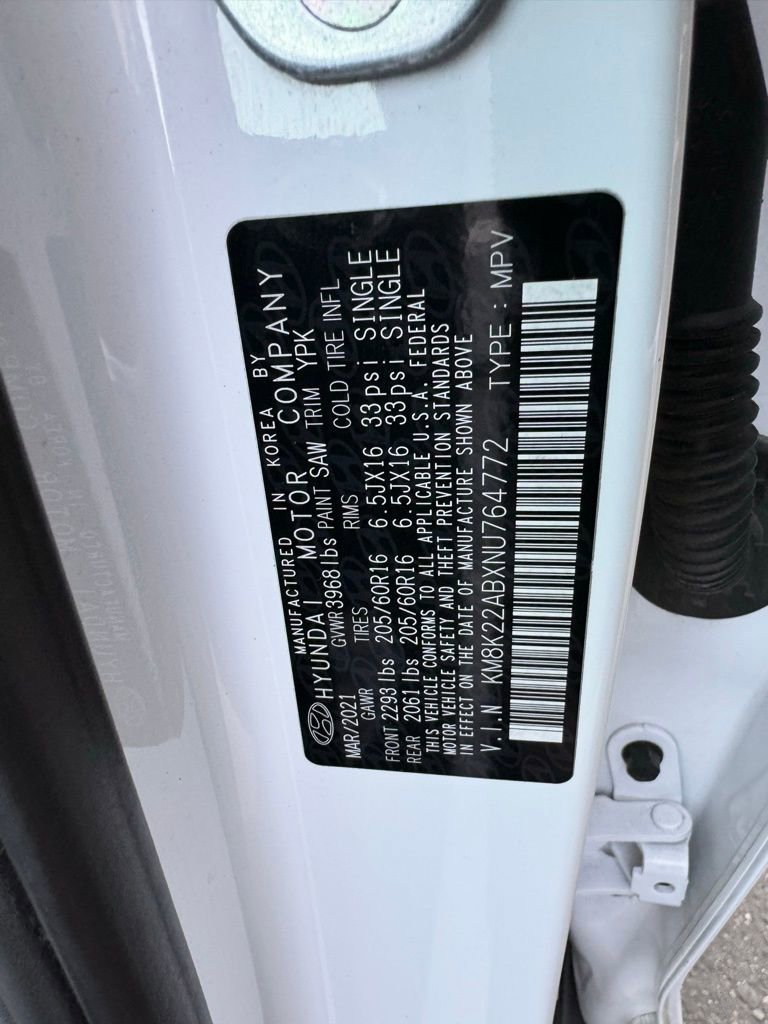 MANUFACTURED IN KOREA BY
HYUNDAI MOTOR COMPANY
MAR/2021 GVWR 3968 lbs PAINT SAW TRIM YPK
GAWR TIRES RIMS COLD TIRE INFL
FRONT 2293 lbs 205/60R16 6.5JX16 33psi SINGLE
REAR 2061 lbs 205/60R16 6.5JX16 33psi SINGLE
THIS VEHICLE CONFORMS TO ALL APPLICABLE U.S.A. FEDERAL
MOTOR VEHICLE SAFETY AND THEFT PREVENTION STANDARDS
IN EFFECT ON THE DATE OF MANUFACTURE SHOWN ABOVE
V.I.N KM8K22ABXNU764772 TYPE : MPV